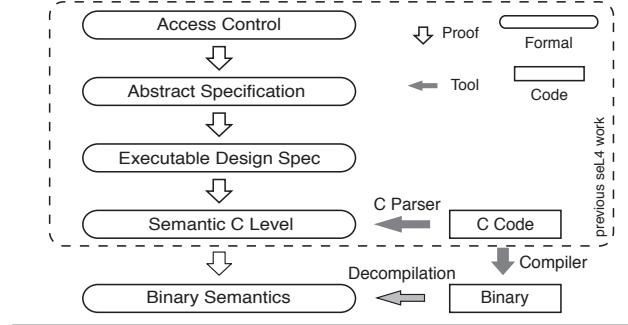 Access Control
Proof
Formal
Abstract Specification
Tool
Code
Executable Design Spec
previous seL4 work
C Parser
Semantic C Level
C Code
Compiler
Decompilation
Binary Semantics
Binary